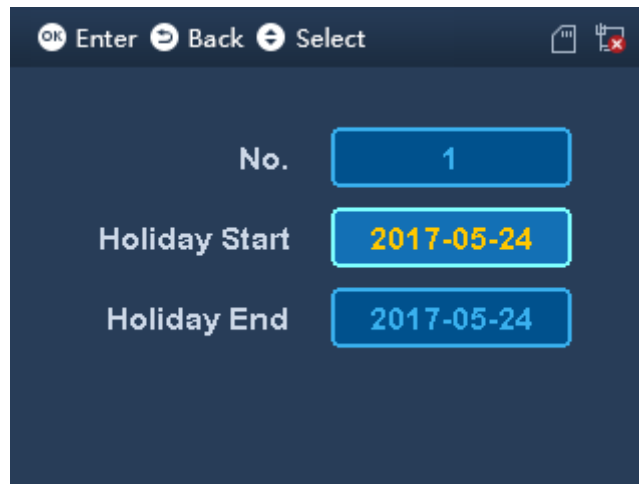 OK Enter Back Select
No. 1
Holiday Start 2017-05-24
Holiday End 2017-05-24